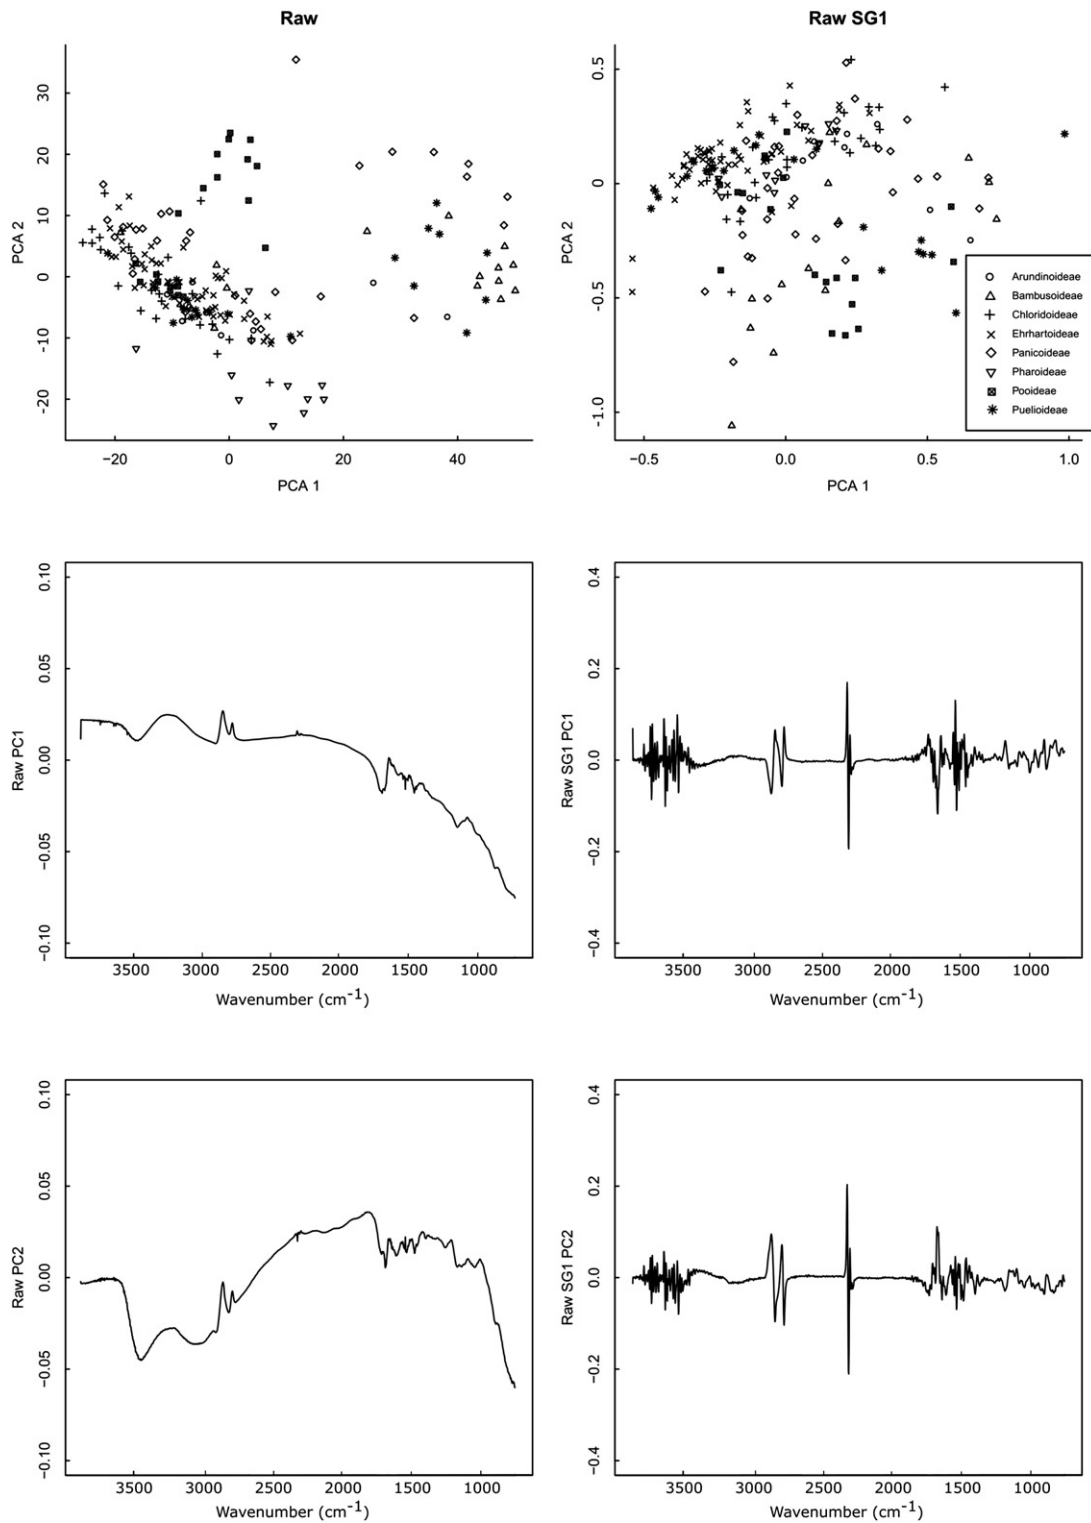 Raw
Raw SG1
PCA 2
30
20
10
0
-10
-20
−20
0
20
40
PCA 1
PCA 2
0.5
0
-0.5
-1.0
−0.5
0.0
0.5
1.0
PCA 1
Arundinoideae
Bambusoideae
Chloridoideae
Ehrhartoideae
Panicoideae
Pharoideae
Pooideae
Puelioideae
Raw PC1
0.10
0.05
0.00
-0.05
-0.10
3500 3000 2500 2000 1500 1000
Wavenumber (cm-1)
Raw SG1 PC1
0.4
0.2
0.0
-0.2
-0.4
3500 3000 2500 2000 1500 1000
Wavenumber (cm-1)
Raw PC2
0.10
0.05
0.00
-0.05
-0.10
3500 3000 2500 2000 1500 1000
Wavenumber (cm-1)
Raw SG1 PC2
0.4
0.2
0.0
-0.2
-0.4
3500 3000 2500 2000 1500 1000
Wavenumber (cm-1)